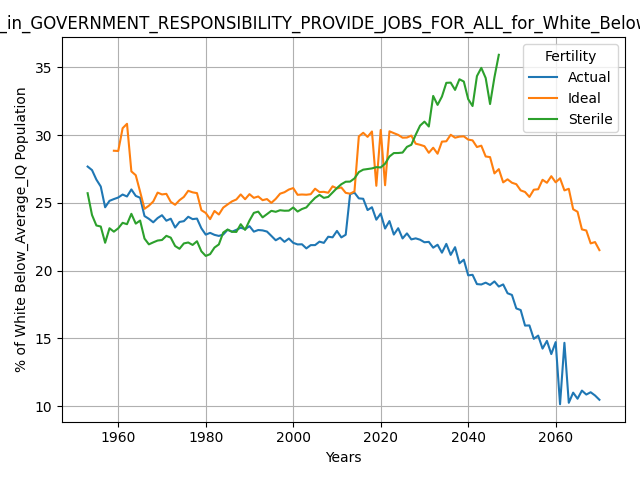 _in_GOVERNMENT_RESPONSIBILITY_PROVIDE_JOBS_FOR_ALL_for_White_Below
35
30
25
20
15
10
% of White Below_Average_IQ Population
Fertility
Actual
Ideal
Sterile
1960
1980
2000
2020
2040
2060
Years